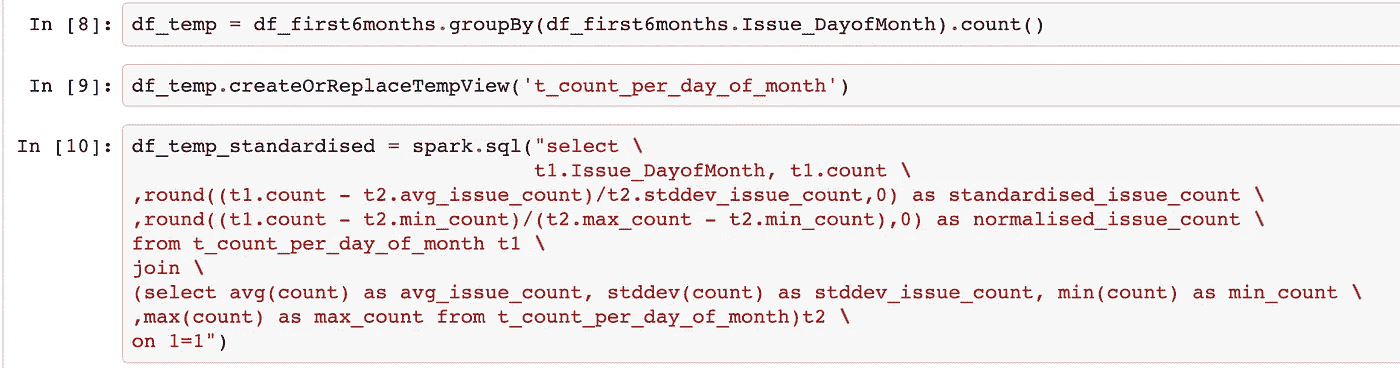 In [8]: df_temp = df_first6months.groupBy(df_first6months.Issue_DayofMonth).count()
In [9]: df_temp.createOrReplaceTempView('t_count_per_day_of_month')
In [10]: df_temp_standardised = spark.sql("select \
t1.Issue_DayofMonth, t1.count \
,round((t1.count - t2.avg_issue_count)/t2.stddev_issue_count,0) as standardised_issue_count \
,round((t1.count - t2.min_count)/(t2.max_count - t2.min_count),0) as normalised_issue_count \
from t_count_per_day_of_month t1 \
join \
(select avg(count) as avg_issue_count, stddev(count) as stddev_issue_count, min(count) as min_count \
,max(count) as max_count from t_count_per_day_of_month)t2 \
on 1=1")